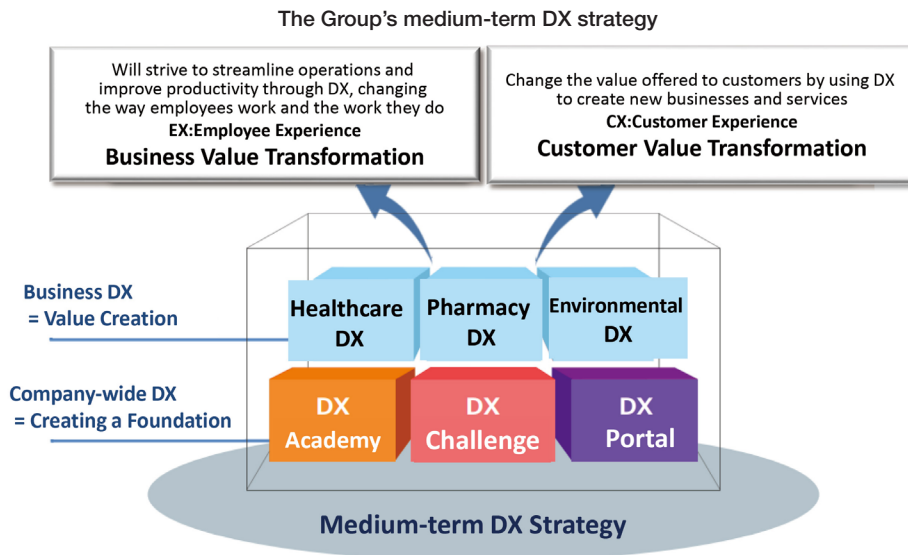 The Group's medium-term DX strategy
Will strive to streamline operations and
improve productivity through DX, changing
the way employees work and the work they do
EX:Employee Experience
Business Value Transformation
Change the value offered to customers by using DX
to create new businesses and services
CX:Customer Experience
Customer Value Transformation
Business DX
= Value Creation
Healthcare
DX
Pharmacy
DX
Environmental
DX
Company-wide DX
= Creating a Foundation
DX
Academy
DX
Challenge
DX
Portal
Medium-term DX Strategy